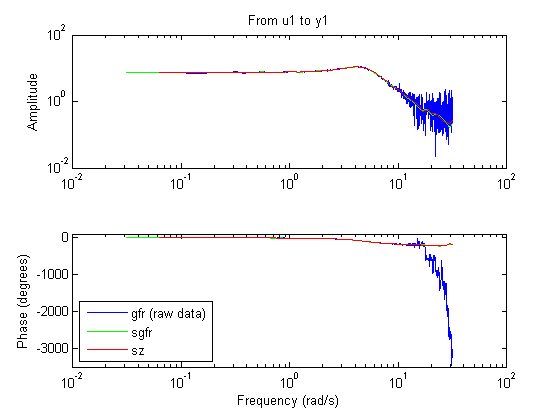 From u1 to y1
Amplitude
10^2
10^0
10^-2
10^-2
10^-1
10^0
10^1
10^2
Phase (degrees)
0
-1000
-2000
-3000
gfr (raw data)
sgfr
sz
10^-2
10^-1
10^0
10^1
10^2
Frequency (rad/s)